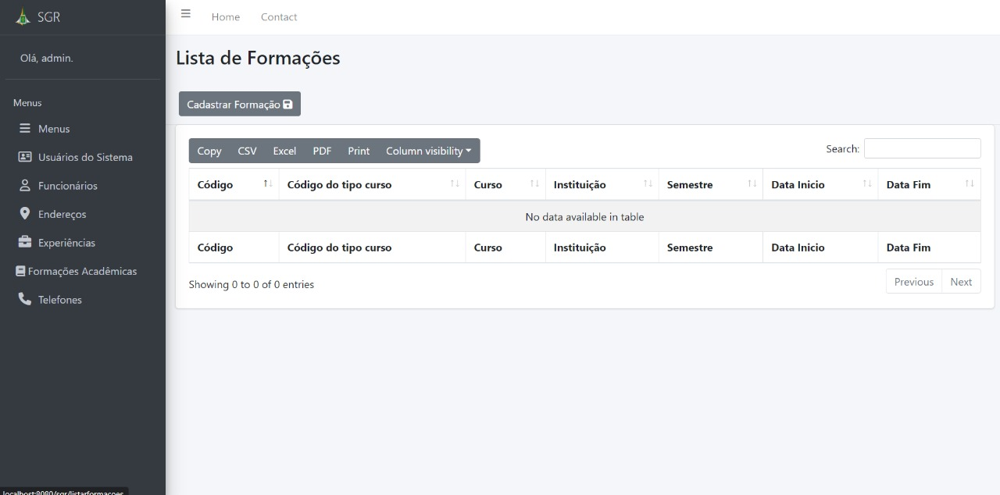 SGR
Home Contact
Olá, admin.
Lista de Formações
Menus
Cadastrar Formação
Menus
Usuários do Sistema
Funcionários
Endereços
Experiências
Formações Acadêmicas
Telefones
Copy CSV Excel PDF Print Column visibility
Search:
Código Código do tipo curso Curso Instituição Semestre Data Inicio Data Fim
No data available in table
Código Código do tipo curso Curso Instituição Semestre Data Inicio Data Fim
Showing 0 to 0 of 0 entries
Previous Next
localhost:8080/sgr/listarformacoes